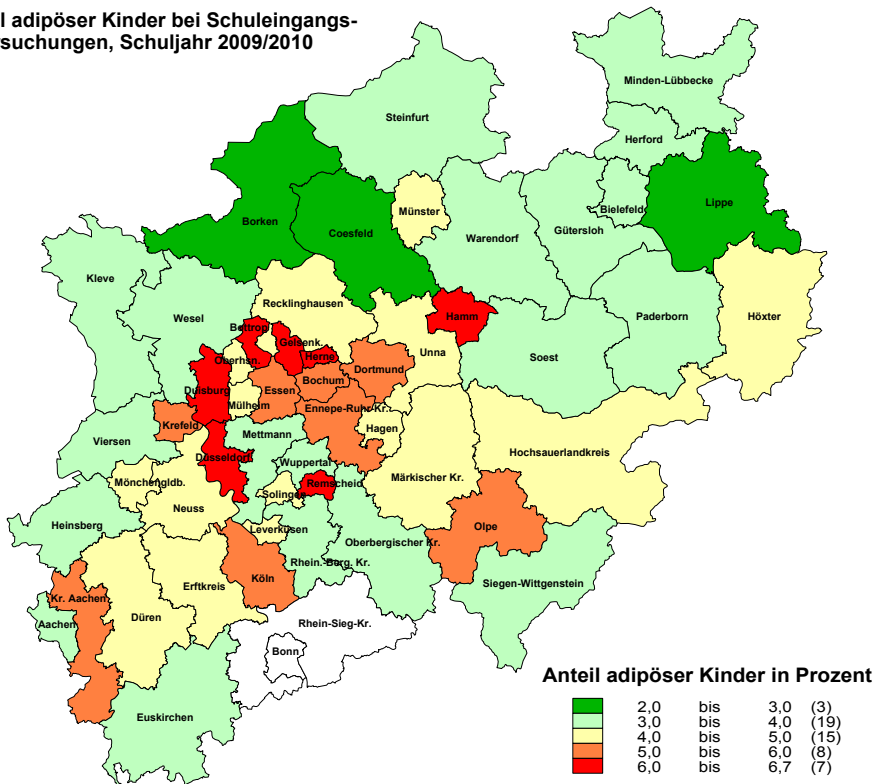 l adipöser Kinder bei Schuleingangs-
rsuchungen, Schuljahr 2009/2010
Minden-Lübbecke
Steinfurt
Herford
Lippe
Bielefeld
Münster
Borken
Gütersloh
Coesfeld
Warendorf
Kleve
Recklinghausen
Wesel
Hamm
Paderborn
Höxter
Bottrop
Gelsenk.
Herne
Unna
Soest
Oberhsn.
Dortmund
Bochum
Duisburg
Essen
Mülheim
Ennepe-Ruhr-Kr.
Krefeld
Hagen
Viersen
Mettmann
Hochsauerlandkreis
Düsseldorf
Wuppertal
Märkischer Kr.
Mönchengldb.
Remscheid
Solingen
Neuss
Heinsberg
Leverkusen
Olpe
Oberbergischer Kr.
Rhein.-Berg. Kr.
Köln
Siegen-Wittgenstein
Erftkreis
Kr. Aachen
Düren
Aachen
Rhein-Sieg-Kr.
Bonn
Euskirchen
Anteil adipöser Kinder in Prozent
2,0 bis 3,0 (3)
3,0 bis 4,0 (19)
4,0 bis 5,0 (15)
5,0 bis 6,0 (8)
6,0 bis 6,7 (7)